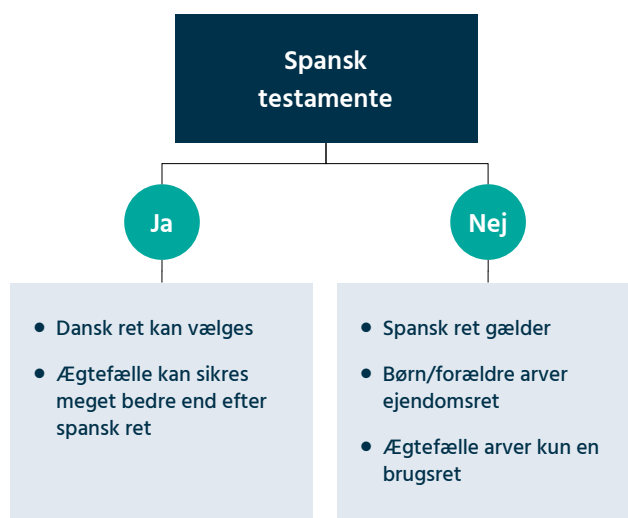 Spansk
testamente
Ja
Nej
• Dansk ret kan vælges
• Ægtefælle kan sikres
meget bedre end efter
spansk ret
• Spansk ret gælder
• Børn/forældre arver
ejendomsret
• Ægtefælle arver kun en
brugsret